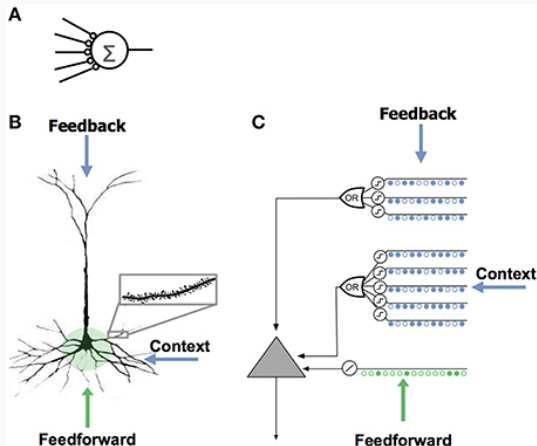 A
Σ
B
Feedback
Context
Feedforward
C
Feedback
OR
OR
Context
Feedforward